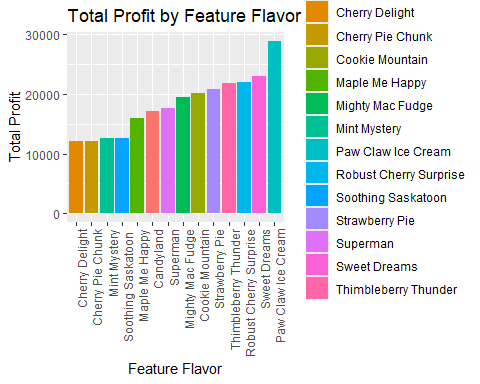 Total Profit by Feature Flavor
Total Profit
30000
20000
10000
0
Cherry Delight
Cherry Pie Chunk
Mint Mystery
Soothing Saskatoon
Maple Me Happy
Candyland
Superman
Mighty Mac Fudge
Cookie Mountain
Strawberry Pie
Thimbleberry Thunder
Robust Cherry Surprise
Sweet Dreams
Paw Claw Ice Cream
Feature Flavor
Cherry Delight
Cherry Pie Chunk
Cookie Mountain
Maple Me Happy
Mighty Mac Fudge
Mint Mystery
Paw Claw Ice Cream
Robust Cherry Surprise
Soothing Saskatoon
Strawberry Pie
Superman
Sweet Dreams
Thimbleberry Thunder